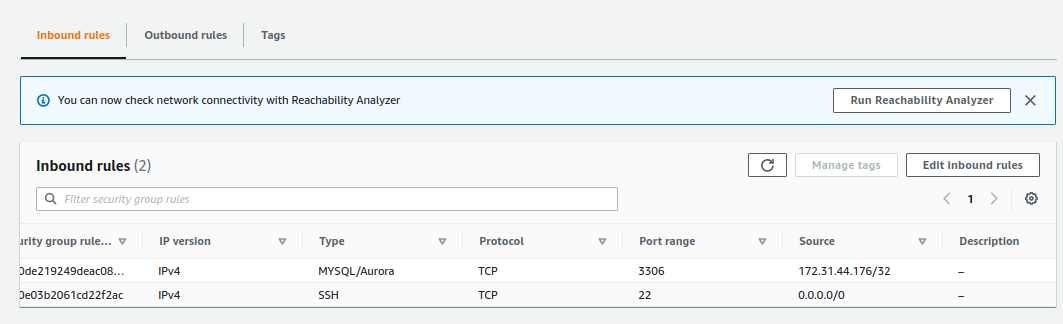 Inbound rules Outbound rules Tags
You can now check network connectivity with Reachability Analyzer Run Reachability Analyzer
Inbound rules (2) Manage tags Edit inbound rules
Filter security group rules 1
urity group rule... IP version Type Protocol Port range Source Description
0de219249deac08... IPv4 MYSQL/Aurora TCP 3306 172.31.44.176/32 –
0e03b2061cd22f2ac IPv4 SSH TCP 22 0.0.0.0/0 –